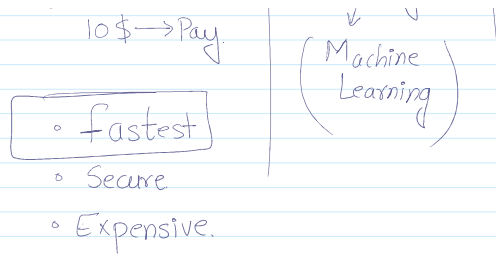 10$ → Pay.
• fastest
• Secure
• Expensive.
(Machine
Learning)